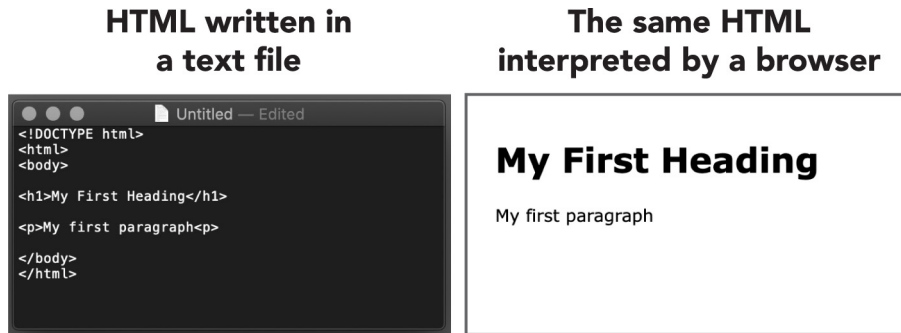 HTML written in
a text file
The same HTML
interpreted by a browser
Untitled — Edited
<!DOCTYPE html>
<html>
<body>
<h1>My First Heading</h1>
<p>My first paragraph<p>
</body>
</html>
My First Heading
My first paragraph